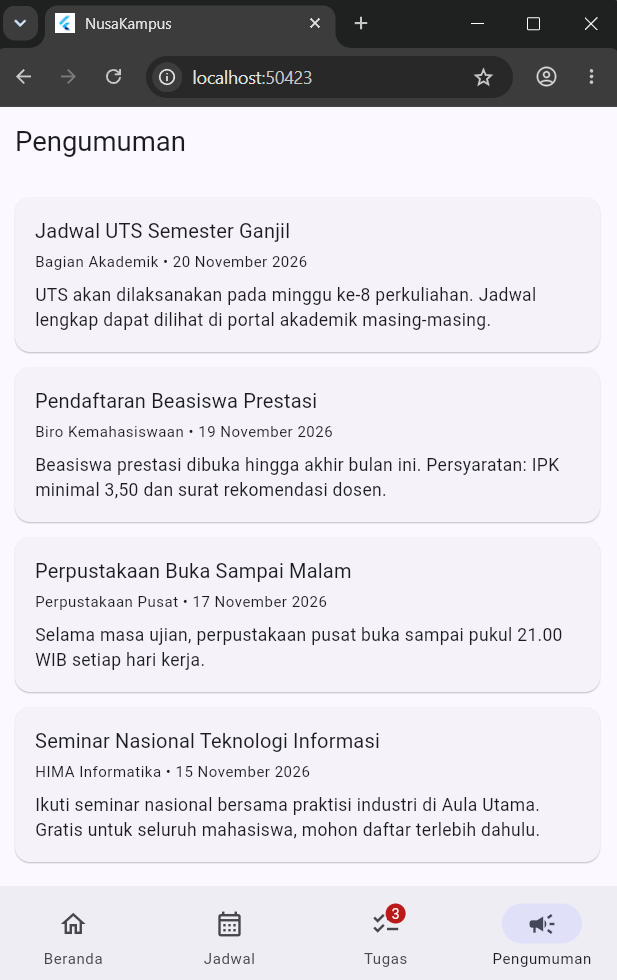 NusaKampus
localhost:50423
Pengumuman
Jadwal UTS Semester Ganjil
Bagian Akademik • 20 November 2026
UTS akan dilaksanakan pada minggu ke-8 perkuliahan. Jadwal
lengkap dapat dilihat di portal akademik masing-masing.
Pendaftaran Beasiswa Prestasi
Biro Kemahasiswaan • 19 November 2026
Beasiswa prestasi dibuka hingga akhir bulan ini. Persyaratan: IPK
minimal 3,50 dan surat rekomendasi dosen.
Perpustakaan Buka Sampai Malam
Perpustakaan Pusat • 17 November 2026
Selama masa ujian, perpustakaan pusat buka sampai pukul 21.00
WIB setiap hari kerja.
Seminar Nasional Teknologi Informasi
HIMA Informatika • 15 November 2026
Ikuti seminar nasional bersama praktisi industri di Aula Utama.
Gratis untuk seluruh mahasiswa, mohon daftar terlebih dahulu.
3
Beranda Jadwal Tugas Pengumuman